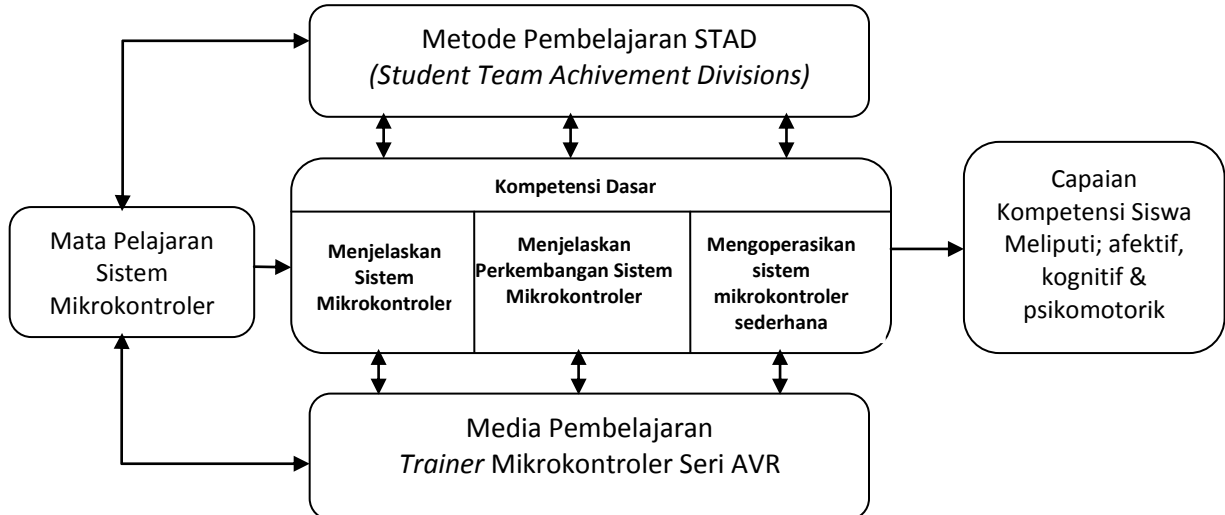 Metode Pembelajaran STAD
(Student Team Achivement Divisions)
Mata Pelajaran
Sistem
Mikrokontroler
Kompetensi Dasar
Menjelaskan
Sistem
Mikrokontroler
Menjelaskan
Perkembangan Sistem
Mikrokontroler
Mengoperasikan
sistem
mikrokontroler
sederhana
Capaian
Kompetensi Siswa
Meliputi; afektif,
kognitif &
psikomotorik
Media Pembelajaran
Trainer Mikrokontroler Seri AVR